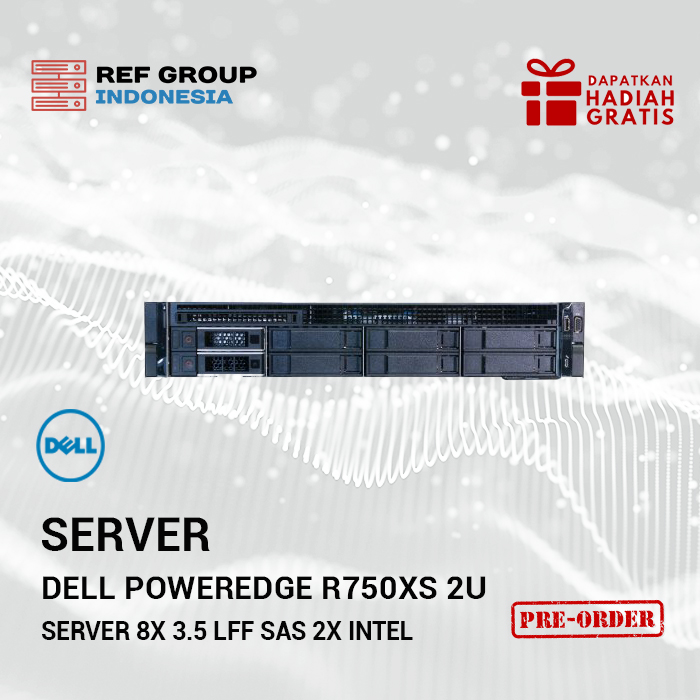 REF GROUP
INDONESIA
DAPATKAN
HADIAH
GRATIS
DELL
SERVER
DELL POWEREDGE R750XS 2U
SERVER 8X 3.5 LFF SAS 2X INTEL
PRE-ORDER